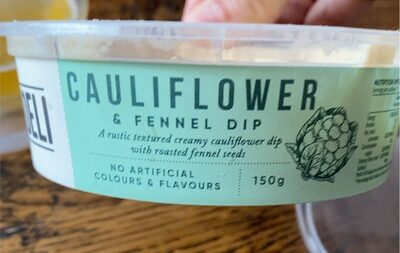 CAULIFLOWER
& FENNEL DIP
A rustic textured creamy cauliflower dip
with roasted fennel seeds
NO ARTIFICIAL
COLOURS & FLAVOURS
150g
ELI